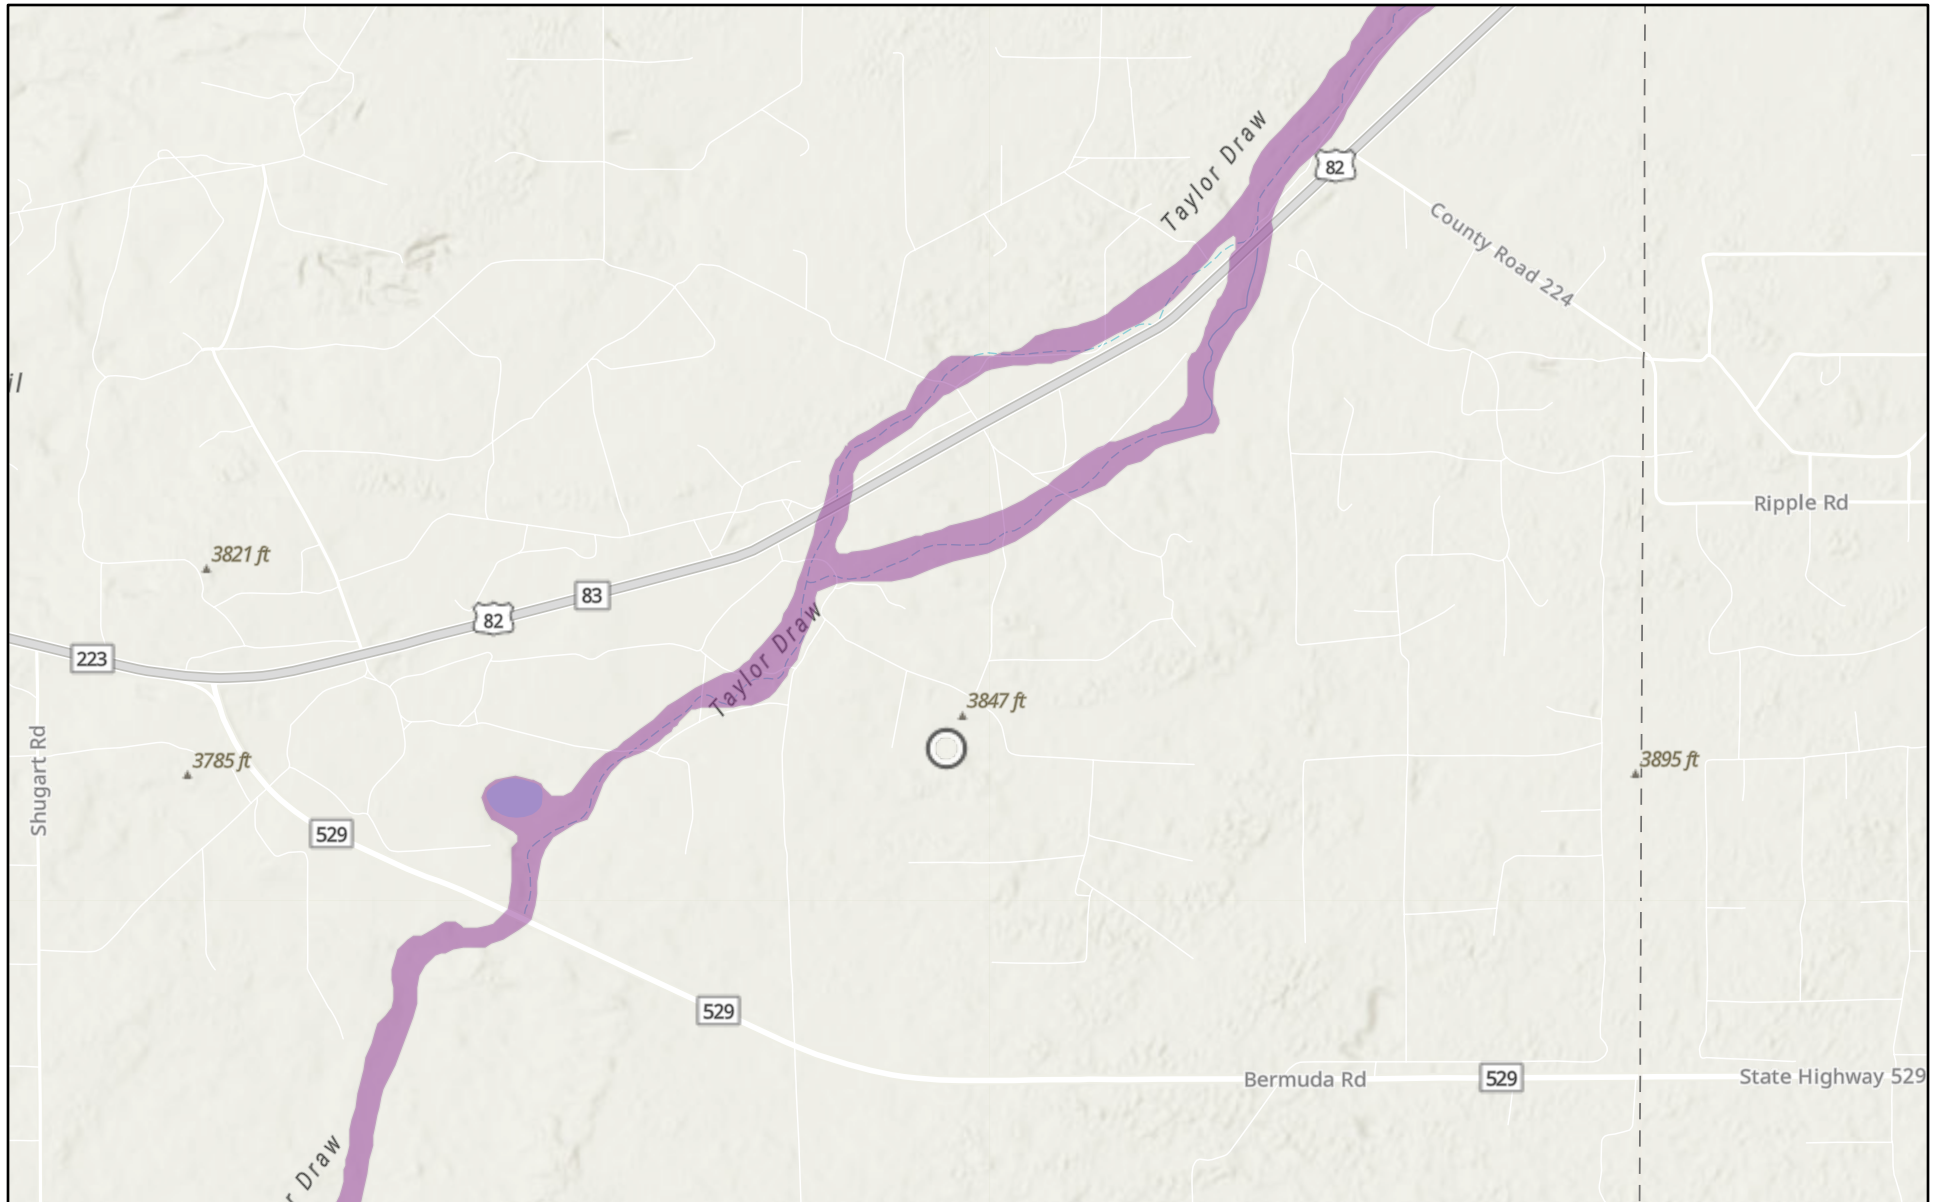 Taylor Draw
82
County Road 224
il
Ripple Rd
3821 ft
83
82
Taylor Draw
223
3847 ft
Shugart Rd
3785 ft
3895 ft
529
529
Bermuda Rd
529
State Highway 529
r Draw